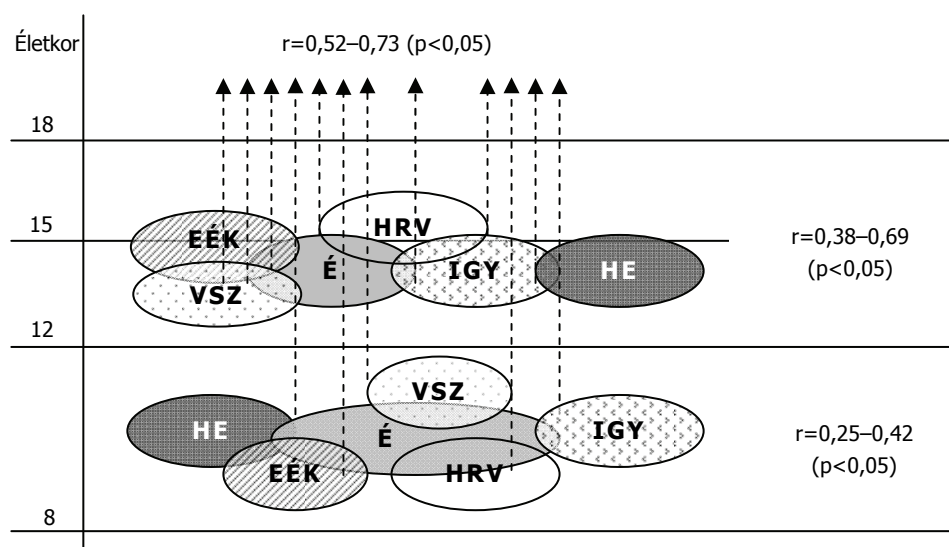 r=0,52–0,73 (p<0,05)
Életkor
18
15
HRV
EÉK
r=0,38–0,69
(p<0,05)
É
IGY
HE
VSZ
12
VSZ
HE
É
IGY
r=0,25–0,42
(p<0,05)
EÉK
HRV
8